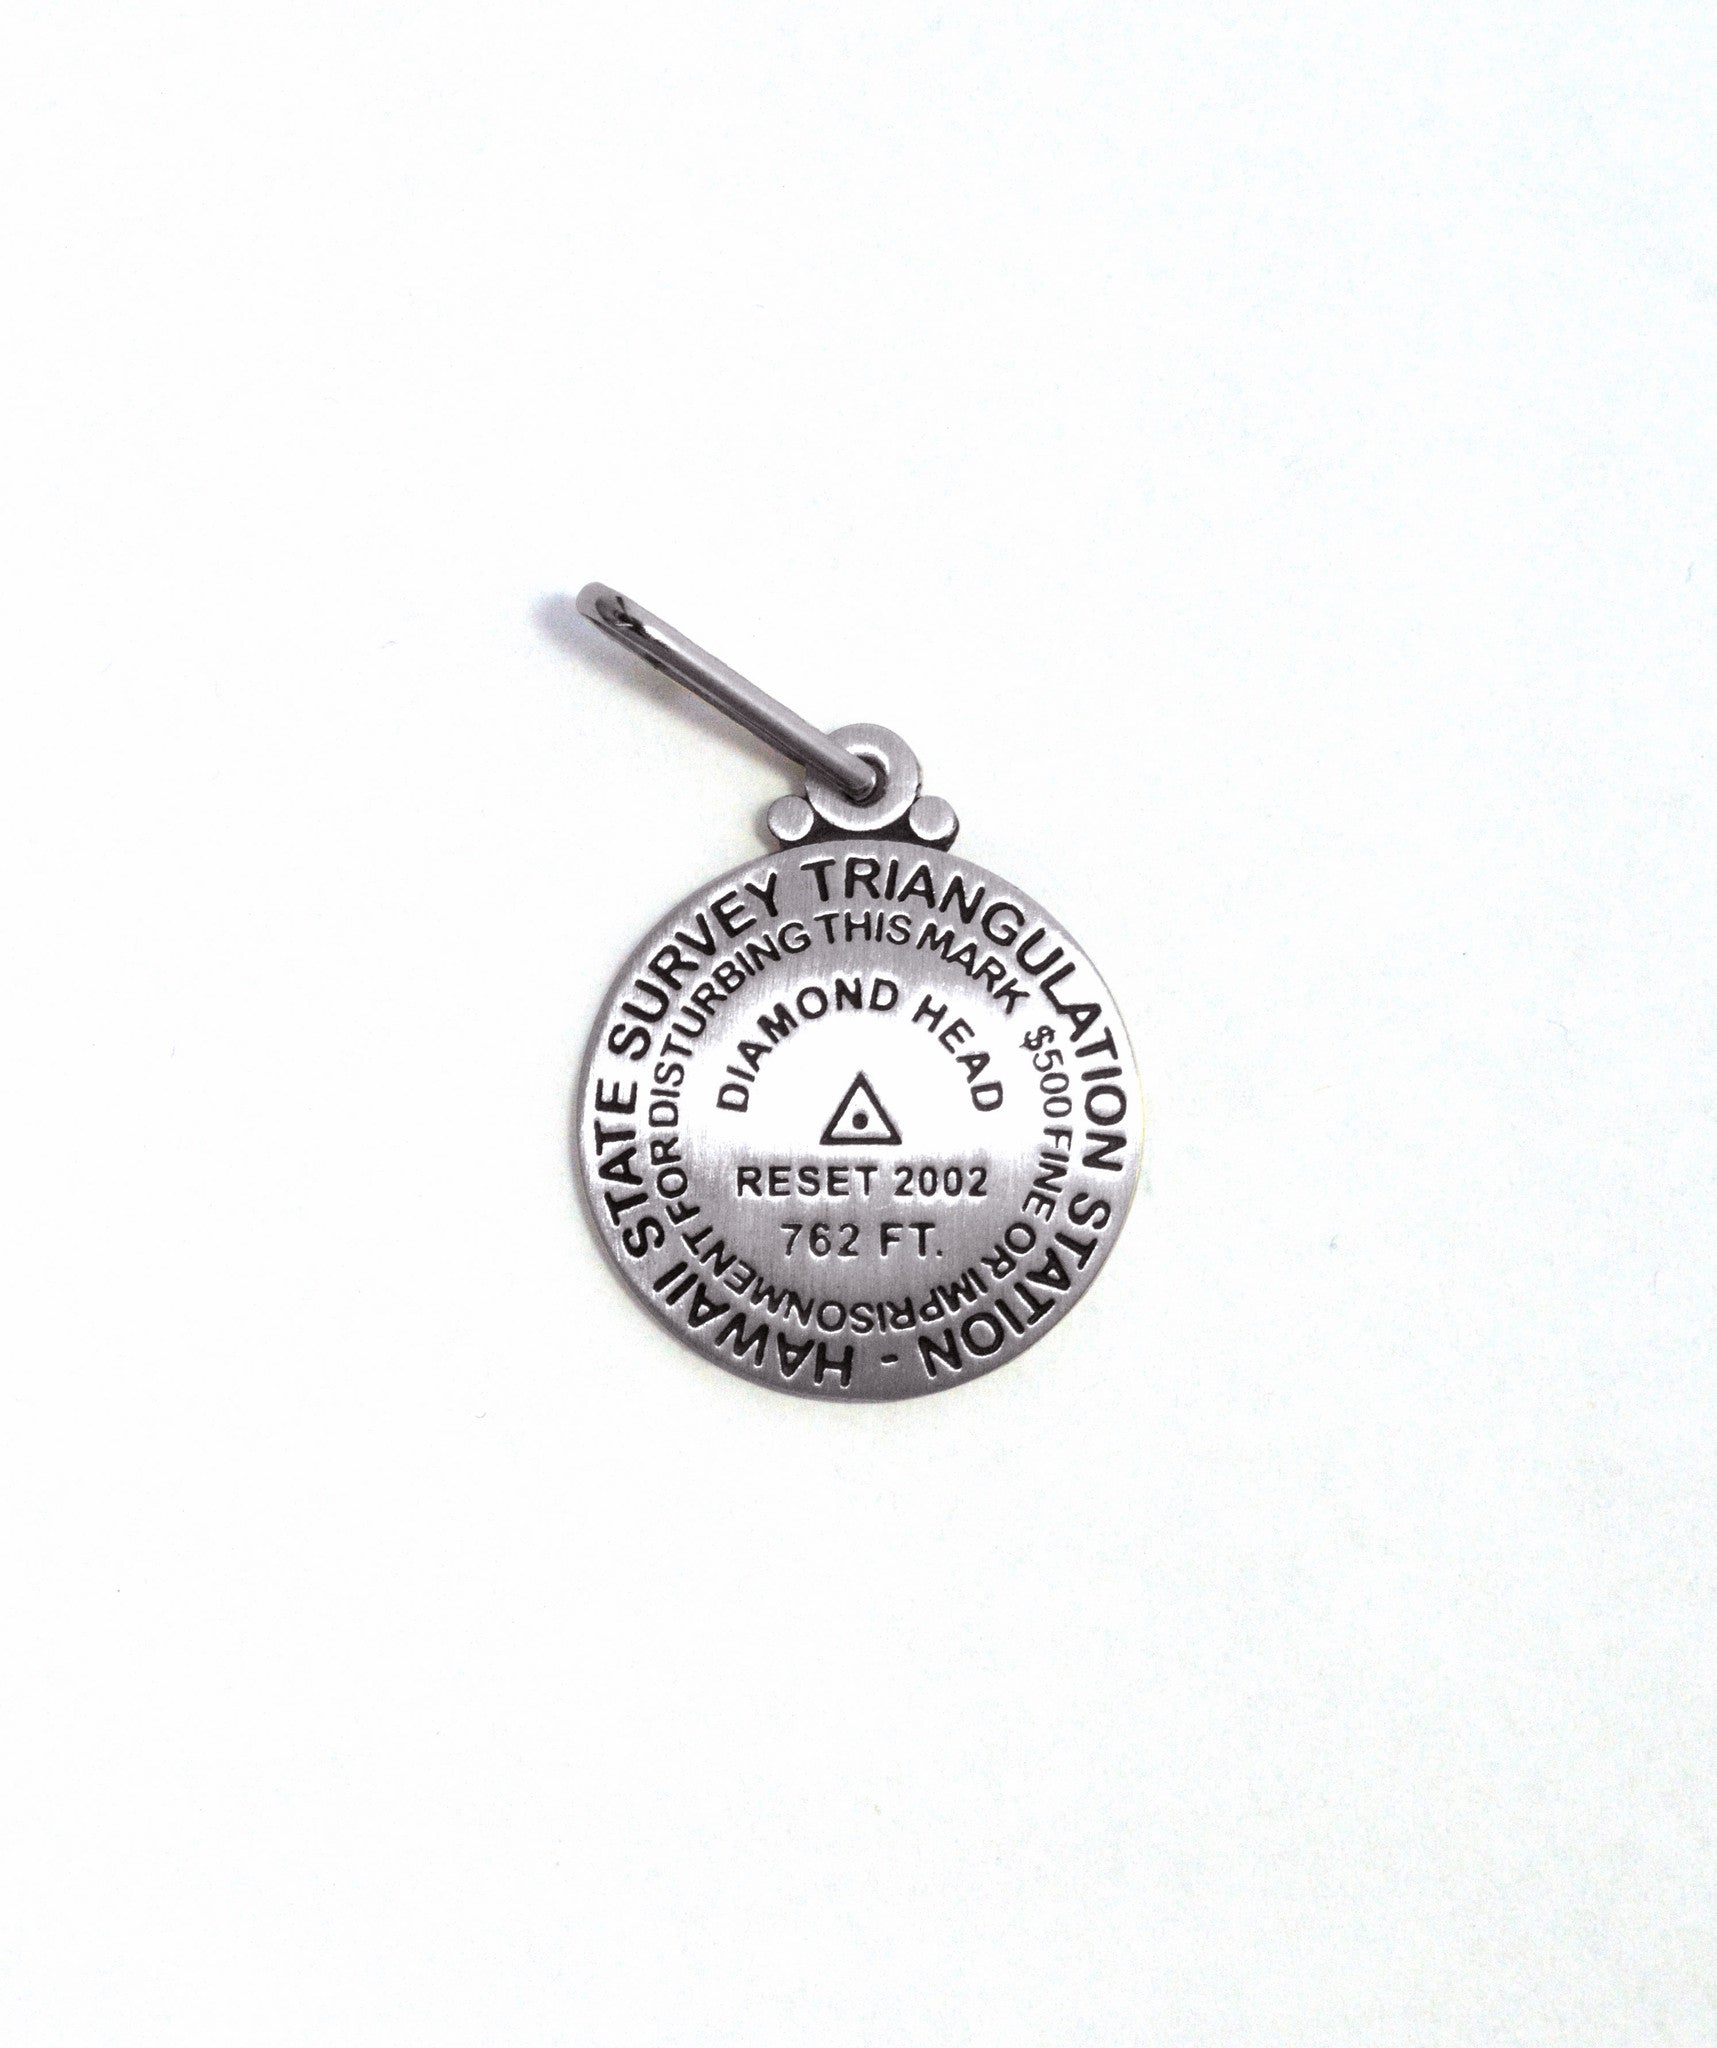 HAWAII STATE SURVEY TRIANGULATION STATION -
$500 FINE OR IMPRISONMENT FOR DISTURBING THIS MARK
DIAMOND HEAD
RESET 2002
762 FT.